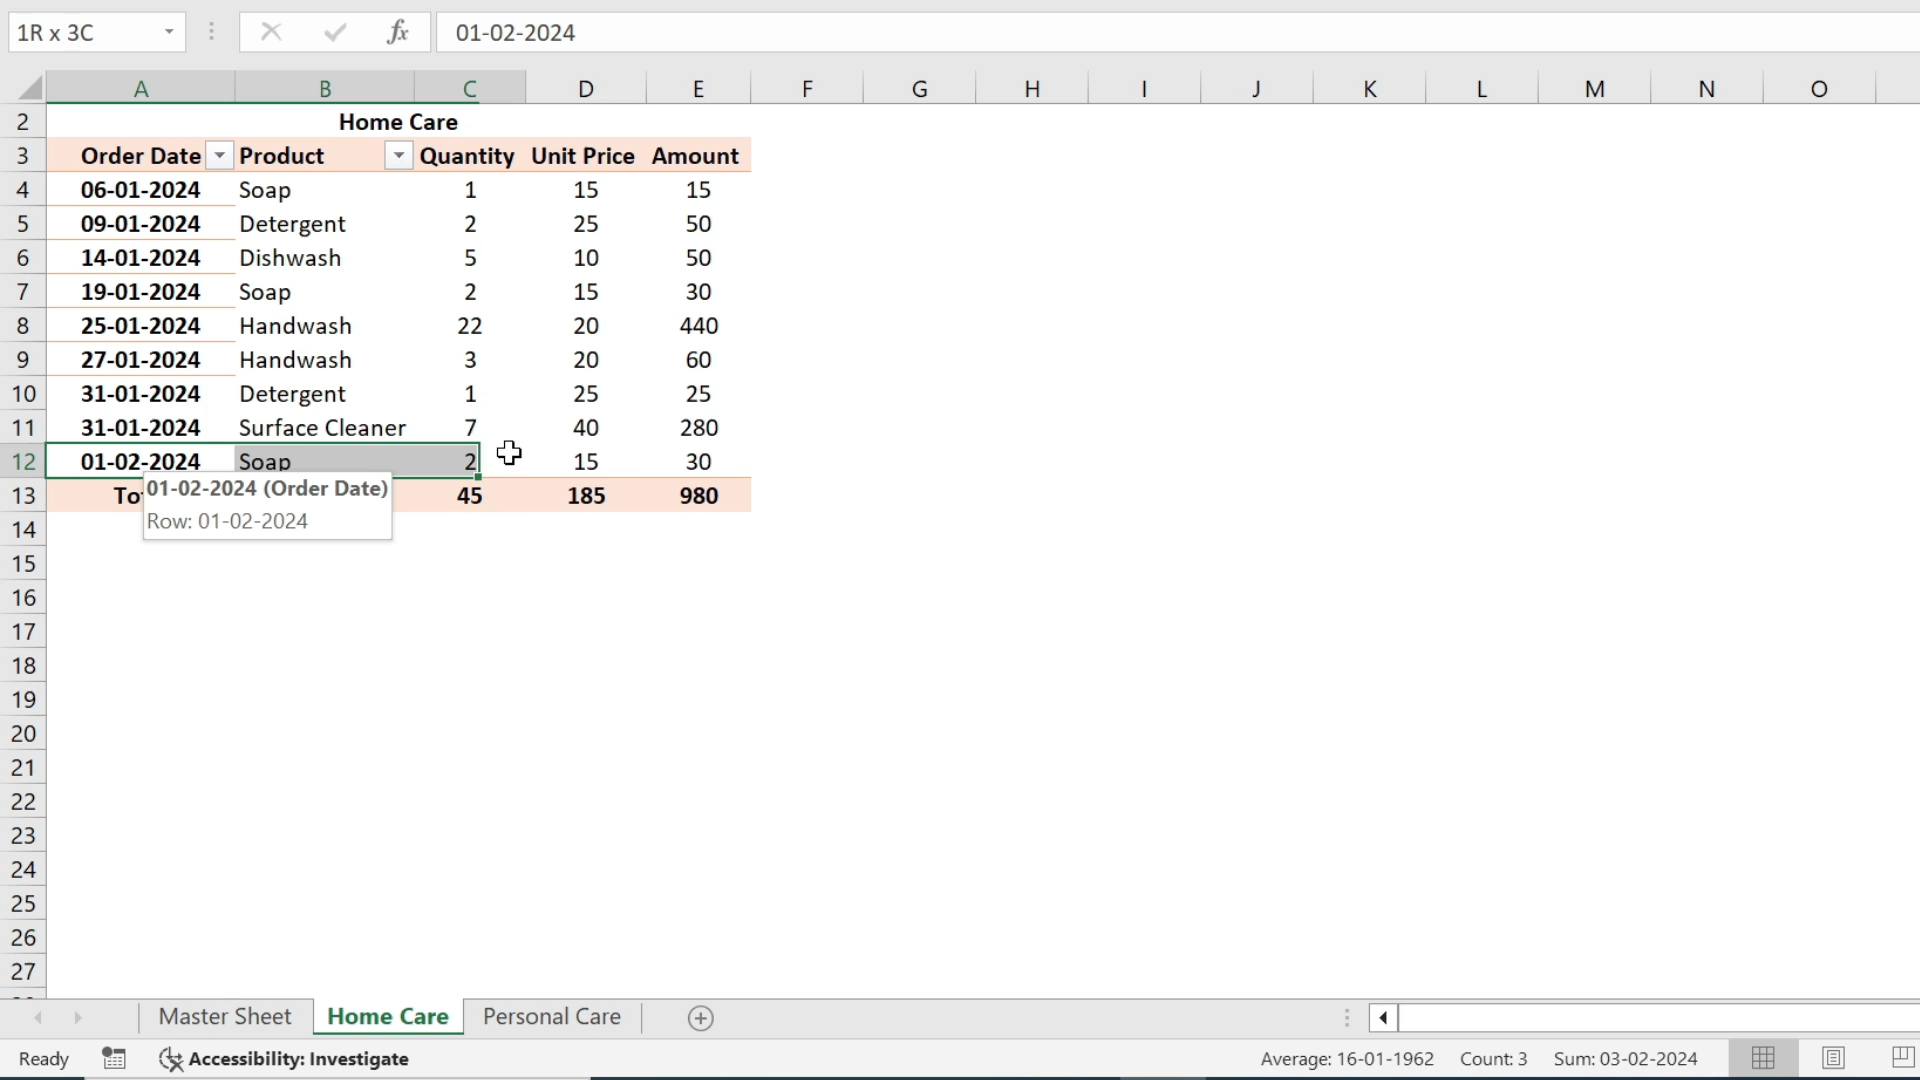 1R x 3C fx 01-02-2024
A B C D E F G H I J K L M N O
2 Home Care
3 Order Date Product Quantity Unit Price Amount
4 06-01-2024 Soap 1 15 15
5 09-01-2024 Detergent 2 25 50
6 14-01-2024 Dishwash 5 10 50
7 19-01-2024 Soap 2 15 30
8 25-01-2024 Handwash 22 20 440
9 27-01-2024 Handwash 3 20 60
10 31-01-2024 Detergent 1 25 25
11 31-01-2024 Surface Cleaner 7 40 280
12 01-02-2024 Soap 2 15 30
13 45 185 980
01-02-2024 (Order Date)
Row: 01-02-2024
14
15
16
17
18
19
20
21
22
23
24
25
26
27
Master Sheet Home Care Personal Care
Ready Accessibility: Investigate Average: 16-01-1962 Count: 3 Sum: 03-02-2024